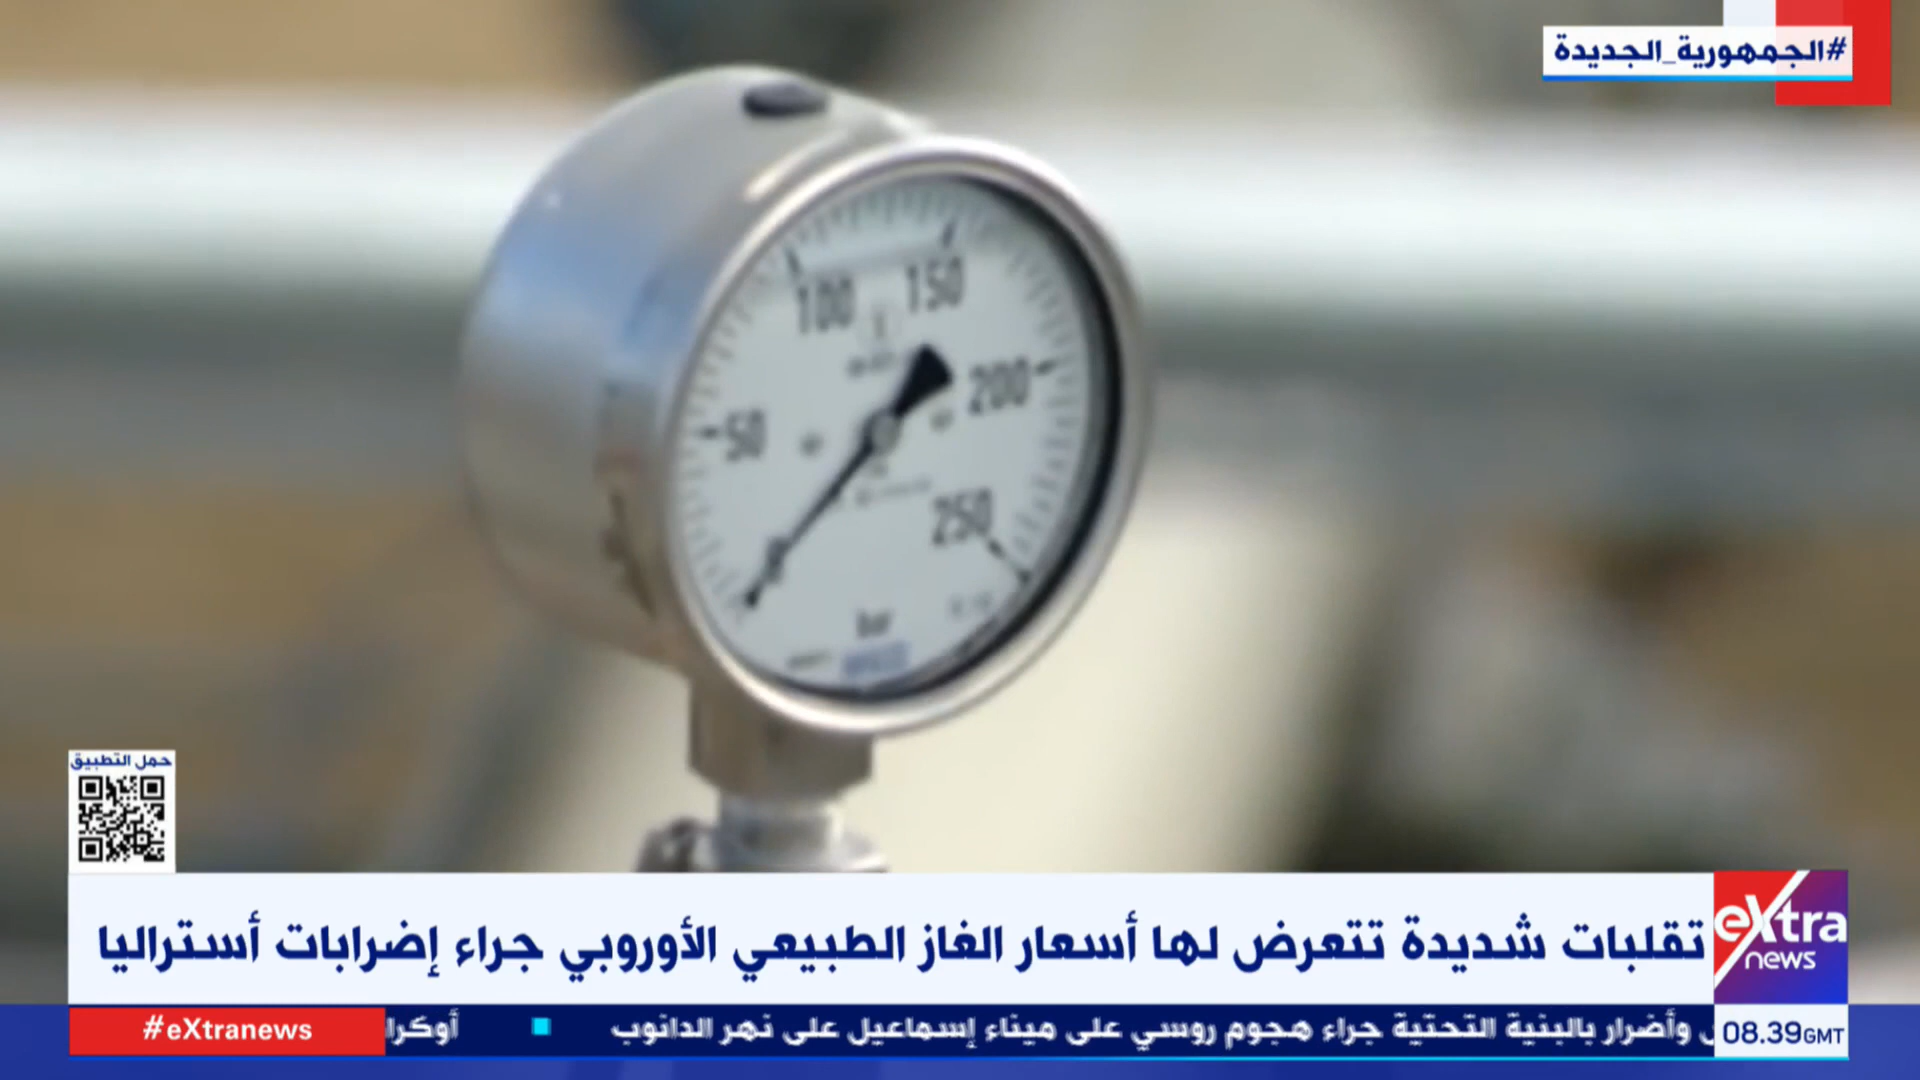 #الجمهورية_الجديدة
100
150
50
200
250
Bar
حمل التطبيق
تقلبات شديدة تتعرض لها أسعار الغاز الطبيعي الأوروبي جراء إضرابات أستراليا
eXtra
news
وأضرار بالبنية التحتية جراء هجوم روسي على ميناء إسماعيل على نهر الدانوب
#eXtranews
08.39GMT